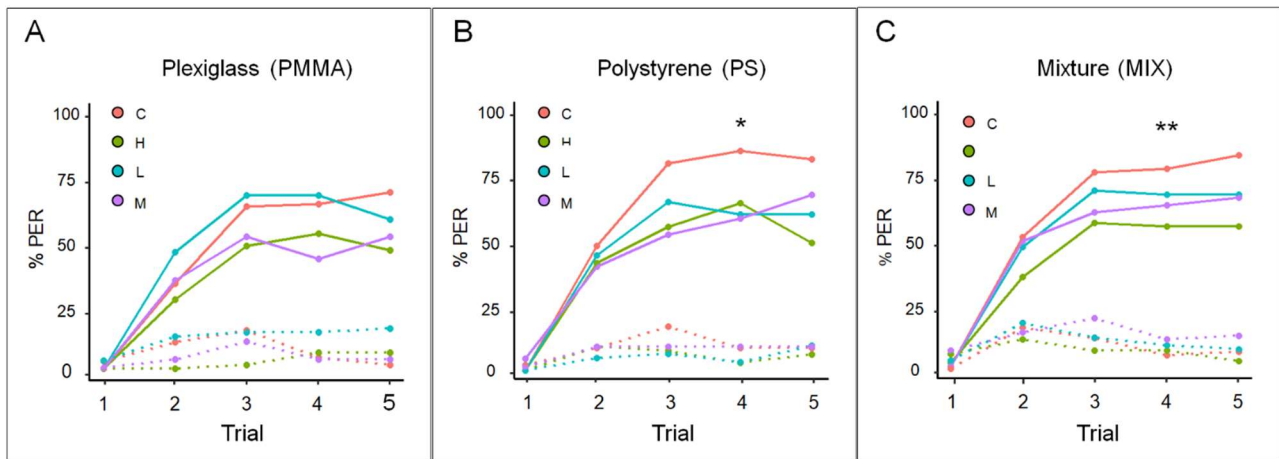 A
Plexiglass (PMMA)
100
75
50
25
0
% PER
C
H
L
M
1 2 3 4 5
Trial
B
Polystyrene (PS)
100
75
50
25
0
% PER
C
L
M
*
1 2 3 4 5
Trial
C
Mixture (MIX)
100
75
50
25
0
% PER
C
L
M
**
1 2 3 4 5
Trial